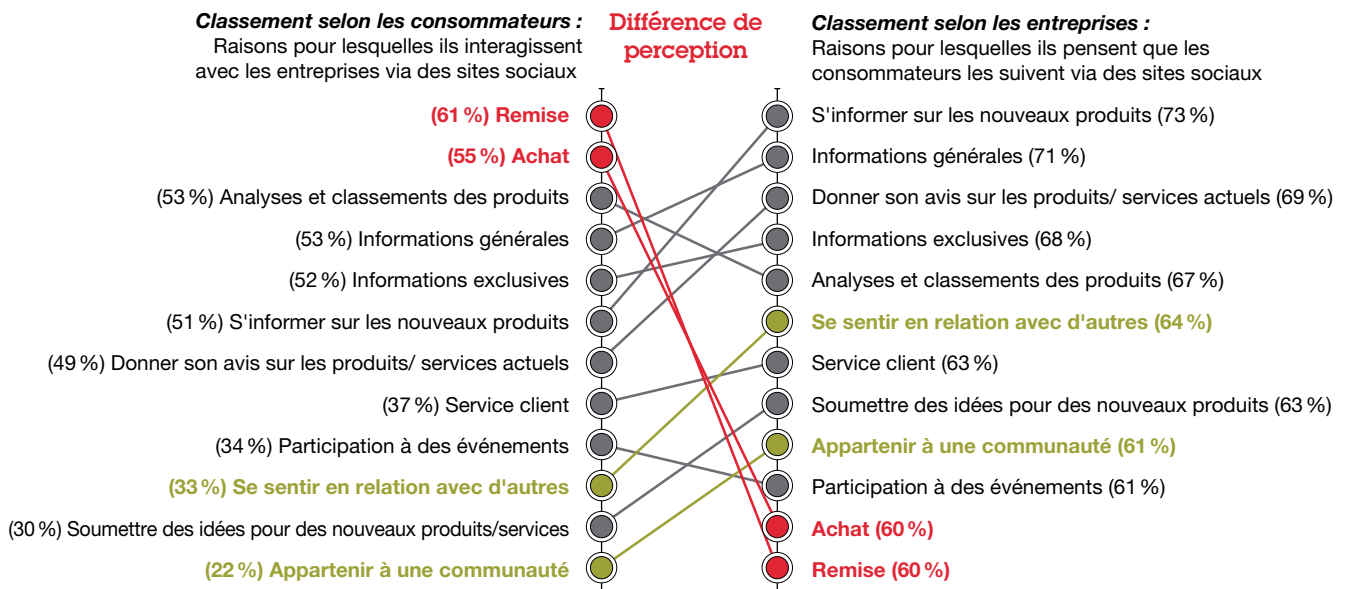 Classement selon les consommateurs :
Raisons pour lesquelles ils interagissent
avec les entreprises via des sites sociaux
Différence de
perception
Classement selon les entreprises :
Raisons pour lesquelles ils pensent que les
consommateurs les suivent via des sites sociaux
(61 %) Remise
(55 %) Achat
(53 %) Analyses et classements des produits
(53 %) Informations générales
(52 %) Informations exclusives
(51 %) S'informer sur les nouveaux produits
(49 %) Donner son avis sur les produits/ services actuels
(37 %) Service client
(34 %) Participation à des événements
(33 %) Se sentir en relation avec d'autres
(30 %) Soumettre des idées pour des nouveaux produits/services
(22 %) Appartenir à une communauté
S'informer sur les nouveaux produits (73 %)
Informations générales (71 %)
Donner son avis sur les produits/ services actuels (69 %)
Informations exclusives (68 %)
Analyses et classements des produits (67 %)
Se sentir en relation avec d'autres (64 %)
Service client (63 %)
Soumettre des idées pour des nouveaux produits (63 %)
Appartenir à une communauté (61 %)
Participation à des événements (61 %)
Achat (60 %)
Remise (60 %)